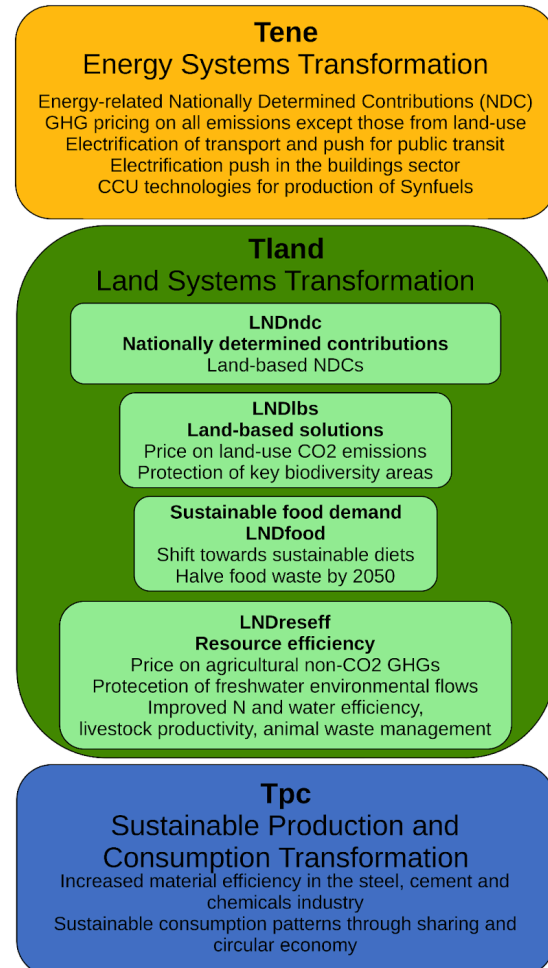 Tene
Energy Systems Transformation
Energy-related Nationally Determined Contributions (NDC)
GHG pricing on all emissions except those from land-use
Electrification of transport and push for public transit
Electrification push in the buildings sector
CCU technologies for production of Synfuels
Tland
Land Systems Transformation
LNDndc
Nationally determined contributions
Land-based NDCs
LNDlbs
Land-based solutions
Price on land-use CO2 emissions
Protection of key biodiversity areas
Sustainable food demand
LNDfood
Shift towards sustainable diets
Halve food waste by 2050
LNDreseff
Resource efficiency
Price on agricultural non-CO2 GHGs
Protecetion of freshwater environmental flows
Improved N and water efficiency,
livestock productivity, animal waste management
Tpc
Sustainable Production and
Consumption Transformation
Increased material efficiency in the steel, cement and
chemicals industry
Sustainable consumption patterns through sharing and
circular economy